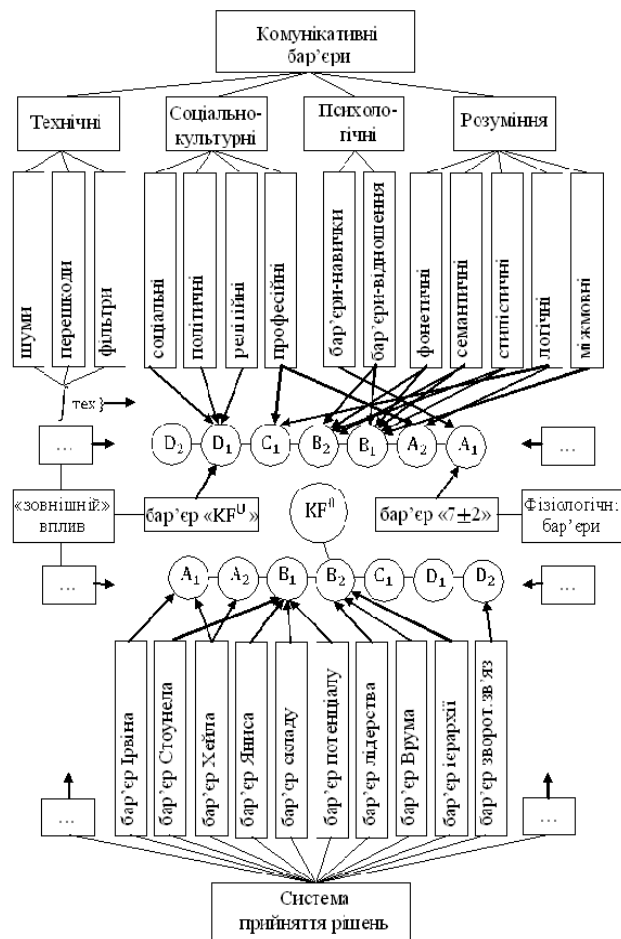 Комунікативні
бар’єри
Технічні
Соціально-
культурні
Психоло-
гічні
Розуміння
шуми
перешкоди
фільтри
соціальні
політичні
релігійні
професійні
бар’єри-навички
бар’єри-відношення
фонетичні
семантичні
стилістичні
логічні
міжмовні
тех
...
D2
D1
C1
B2
B1
A2
A1
...
«зовнішній»
вплив
бар’єр «KF^U»
бар’єр «7±2»
Фізіологічн:
бар’єри
...
A1
A2
B1
B2
C1
D1
D2
...
бар’єр Ірвіна
бар’єр Стоунела
бар’єр Хейла
бар’єр Яниса
бар’єр складу
бар’єр потенціалу
бар’єр лідерства
бар’єр Врума
бар’єр ієрархії
бар’єр зворот. зв’яз
...
...
Система
прийняття рішень